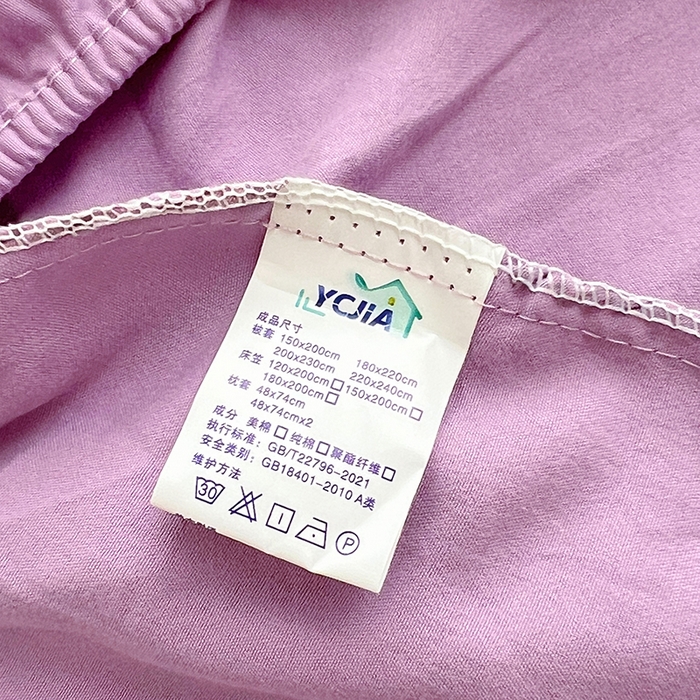 YCJiA
成品尺寸
被套 150x200cm 180x220cm
200x230cm 220x240cm
床笠 120x200cm□150x200cm□
180x200cm□
枕套 48x74cm
48x74cmx2
成分 美棉□纯棉□聚酯纤维□
执行标准：GB/T22796-2021
安全类别：GB18401-2010 A类
维护方法
30
P